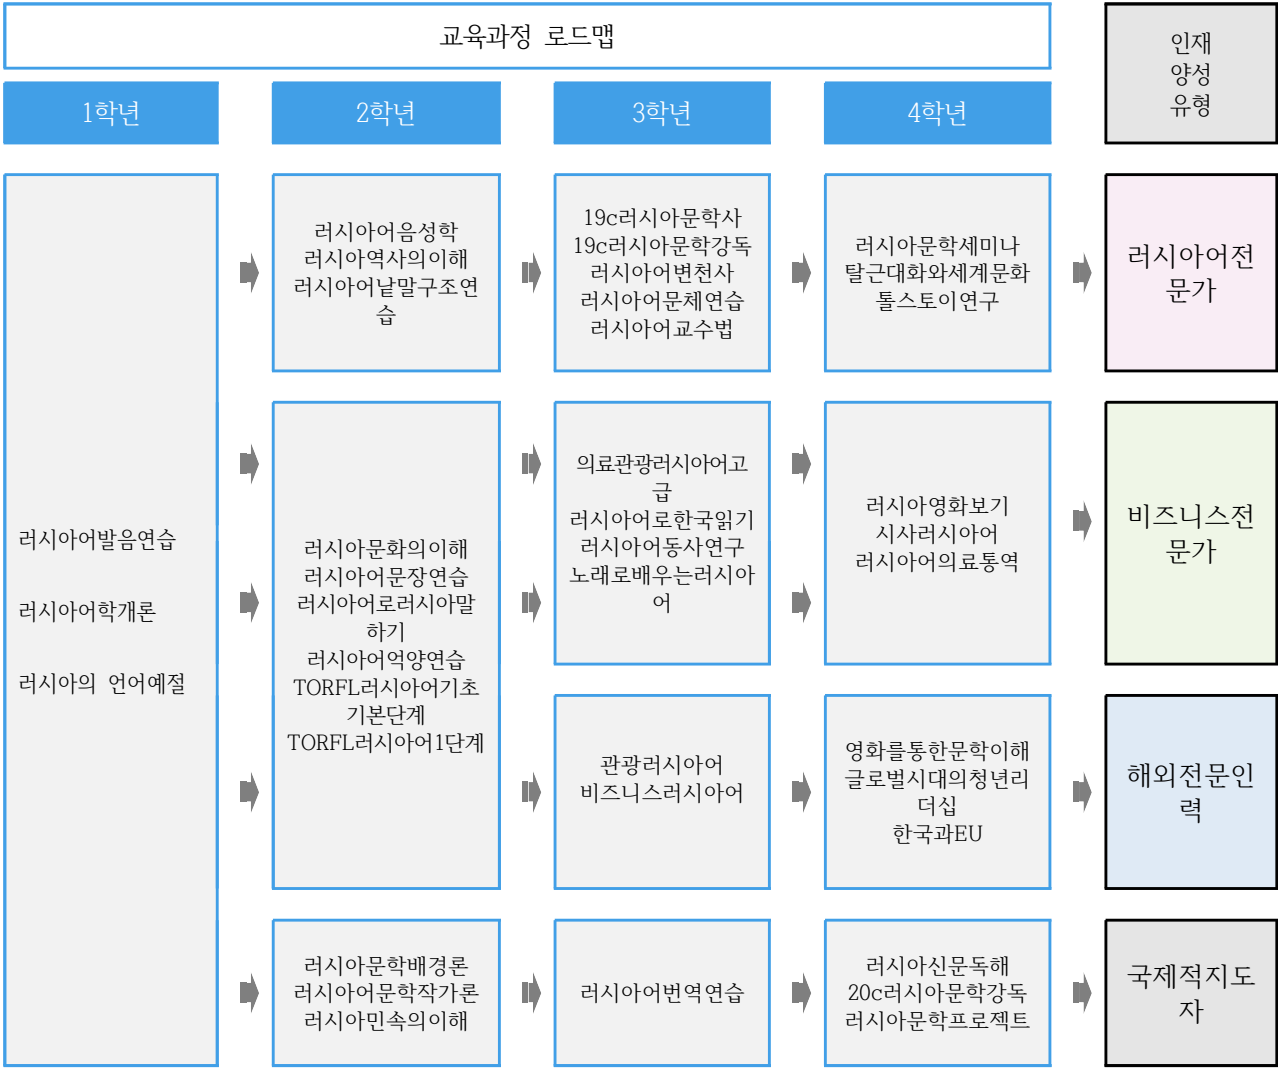 교육과정 로드맵
인재
양성
유형
1학년
2학년
3학년
4학년
러시아어발음연습
러시아어학개론
러시아의 언어예절
러시아어음성학
러시아역사의이해
러시아어낱말구조연
습
19c러시아문학사
19c러시아문학강독
러시아어변천사
러시아어문체연습
러시아어교수법
러시아문학세미나
탈근대화와세계문화
톨스토이연구
러시아어전
문가
러시아문화의이해
러시아어문장연습
러시아어로러시아말
하기
러시아어억양연습
TORFL러시아어기초
기본단계
TORFL러시아어1단계
의료관광러시아어고
급
러시아어로한국읽기
러시아어동사연구
노래로배우는러시아
어
러시아영화보기
시사러시아어
러시아어의료통역
비즈니스전
문가
관광러시아어
비즈니스러시아어
영화를통한문학이해
글로벌시대의청년리
더십
한국과EU
해외전문인
력
러시아문학배경론
러시아어문학작가론
러시아민속의이해
러시아어번역연습
러시아신문독해
20c러시아문학강독
러시아문학프로젝트
국제적지도
자